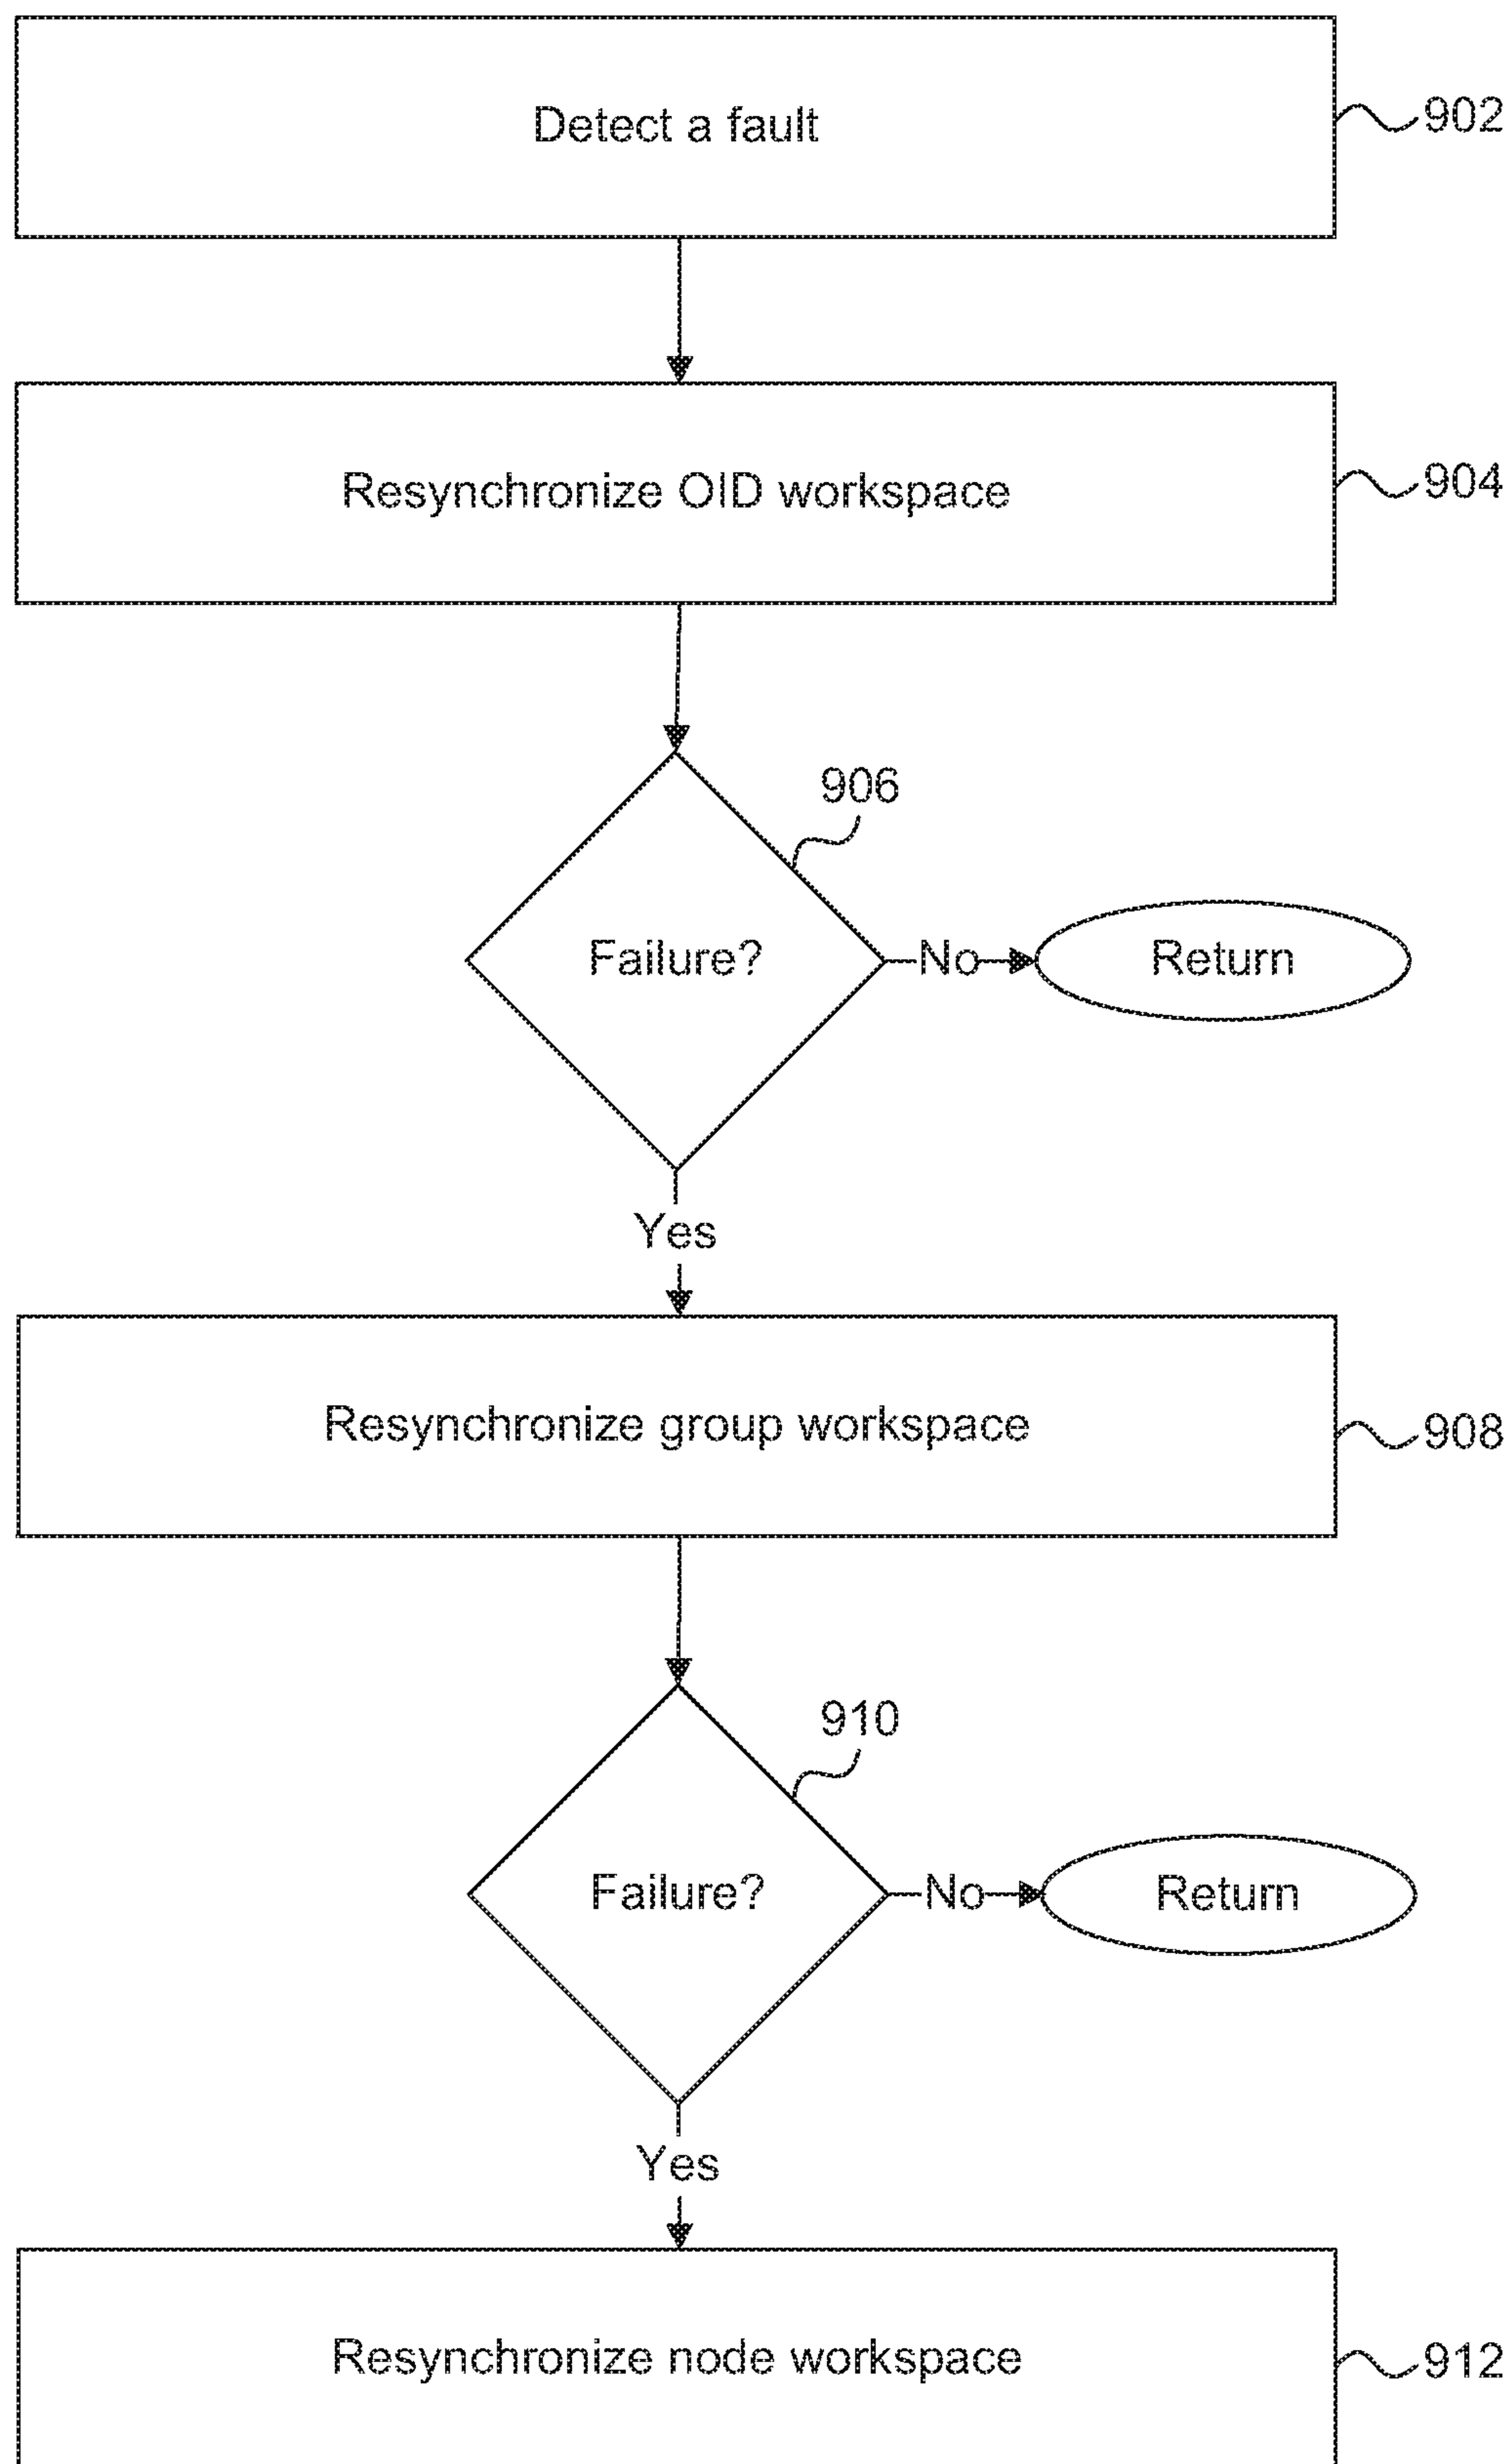 Detect a fault
902
Resynchronize OID workspace
904
906
Failure?
No
Return
Yes
Resynchronize group workspace
908
910
Failure?
No
Return
Yes
Resynchronize node workspace
912